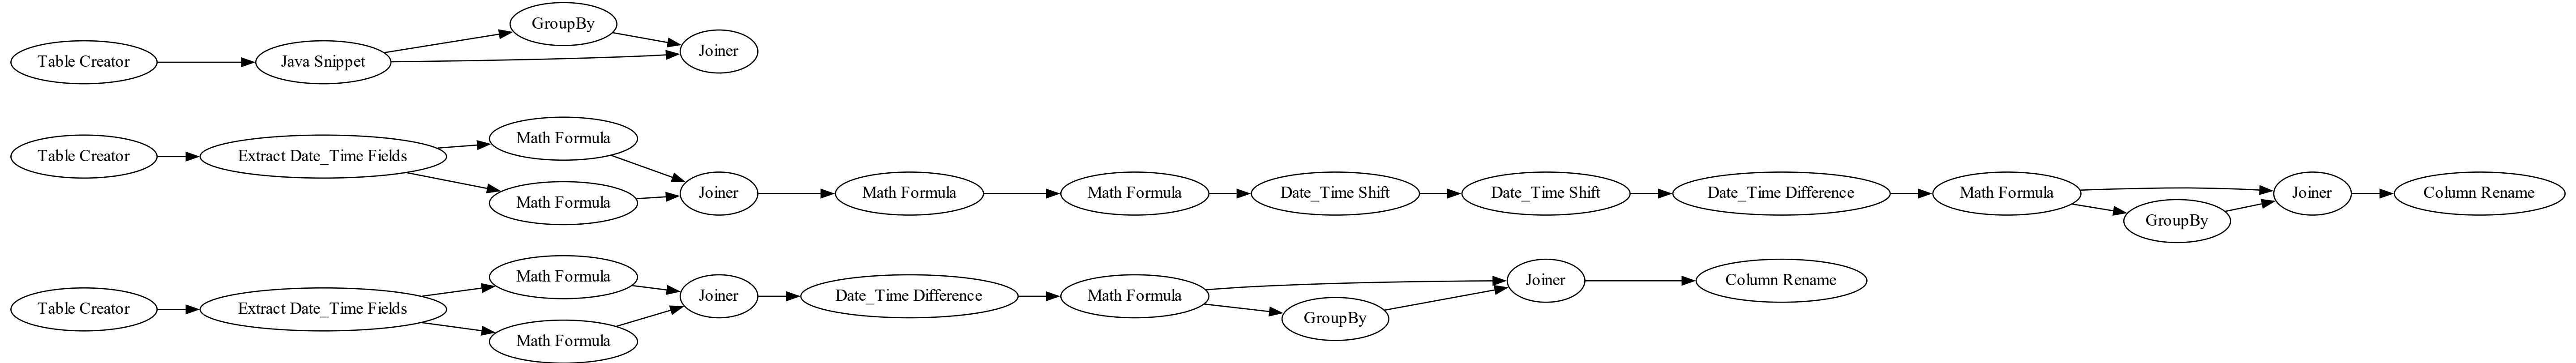 Table Creator
Java Snippet
GroupBy
Joiner
Table Creator
Extract Date_Time Fields
Math Formula
Math Formula
Joiner
Math Formula
Math Formula
Date_Time Shift
Date_Time Shift
Date_Time Difference
Math Formula
GroupBy
Joiner
Column Rename
Table Creator
Extract Date_Time Fields
Math Formula
Math Formula
Joiner
Date_Time Difference
Math Formula
GroupBy
Joiner
Column Rename